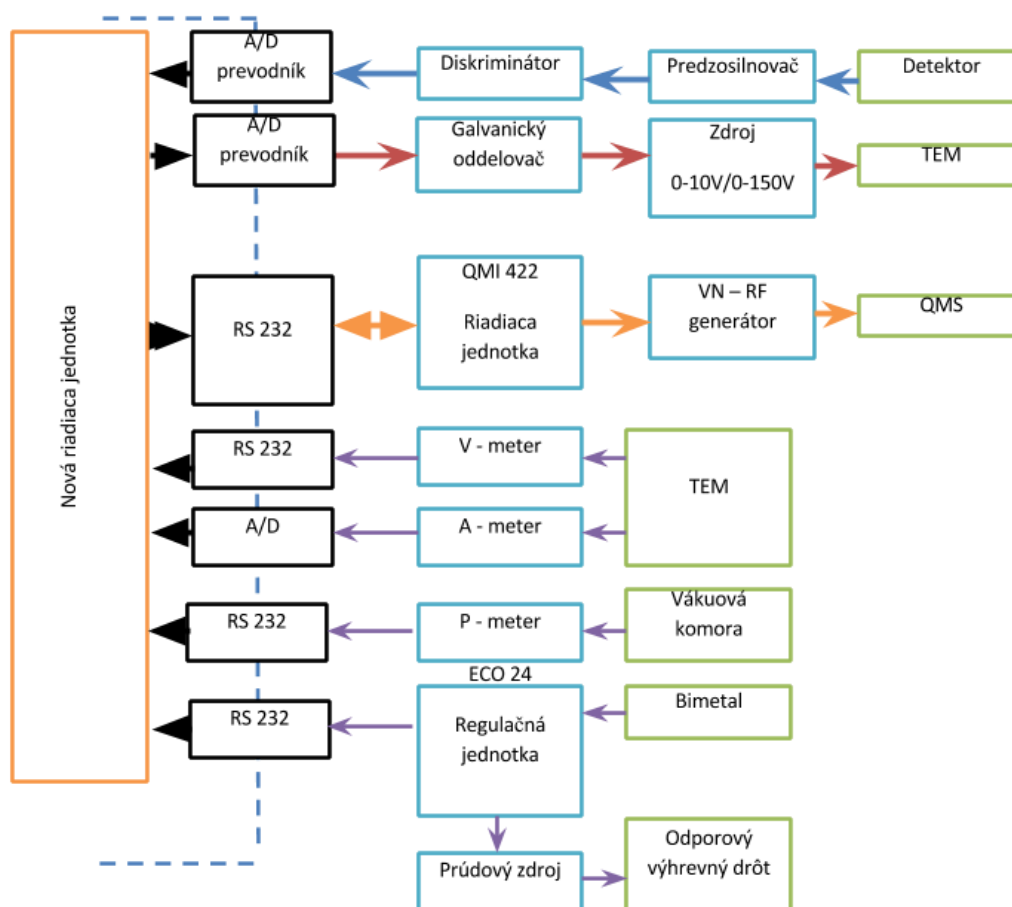 Nová riadiaca jednotka
A/D
prevodník
Diskriminátor
Predzosilnovač
Detektor
A/D
prevodník
Galvanický
oddelovač
Zdroj
0-10V/0-150V
TEM
RS 232
QMI 422
Riadiaca
jednotka
VN – RF
generátor
QMS
RS 232
V - meter
TEM
A/D
A - meter
RS 232
P - meter
Vákuová
komora
RS 232
ECO 24
Regulačná
jednotka
Bimetal
Prúdový zdroj
Odporový
výhrevný drôt